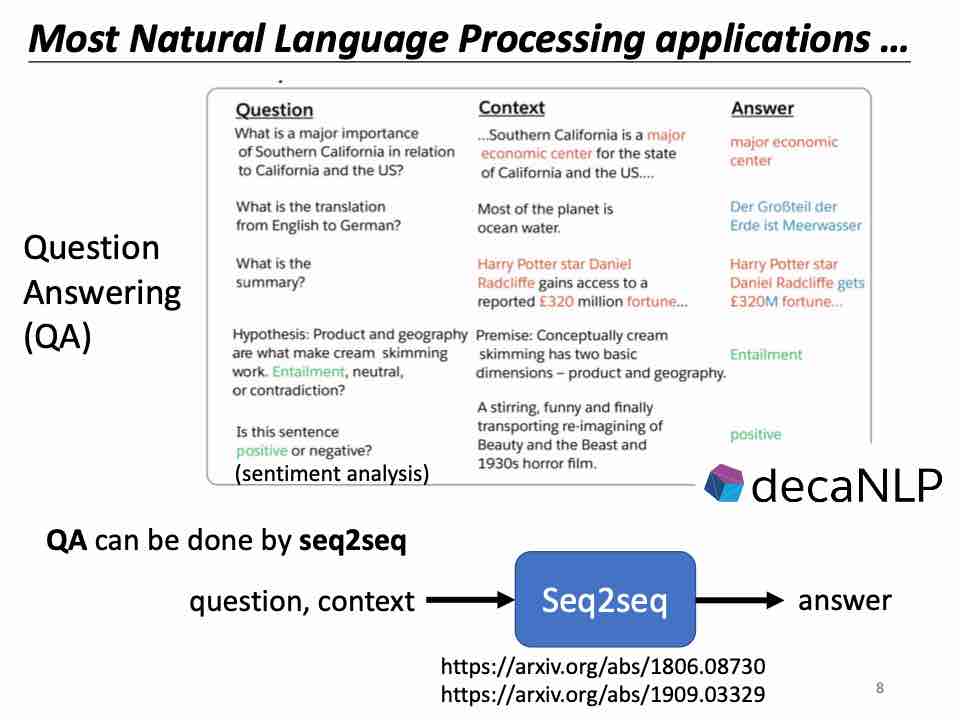 Most Natural Language Processing applications …
Question
Answering
(QA)
Question
What is a major importance
of Southern California in relation
to California and the US?
Context
...Southern California is a major
economic center for the state
of California and the US....
Answer
major economic
center
What is the translation
from English to German?
Most of the planet is
ocean water.
Der Großteil der
Erde ist Meerwasser
What is the
summary?
Harry Potter star Daniel
Radcliffe gains access to a
reported £320 million fortune...
Harry Potter star
Daniel Radcliffe gets
£320M fortune...
Hypothesis: Product and geography
are what make cream skimming
work. Entailment, neutral,
or contradiction?
Premise: Conceptually cream
skimming has two basic
dimensions – product and geography.
Entailment
Is this sentence
positive or negative?
(sentiment analysis)
A stirring, funny and finally
transporting re-imagining of
Beauty and the Beast and
1930s horror film.
positive
decaNLP
QA can be done by seq2seq
question, context
Seq2seq
answer
https://arxiv.org/abs/1806.08730
https://arxiv.org/abs/1909.03329
8